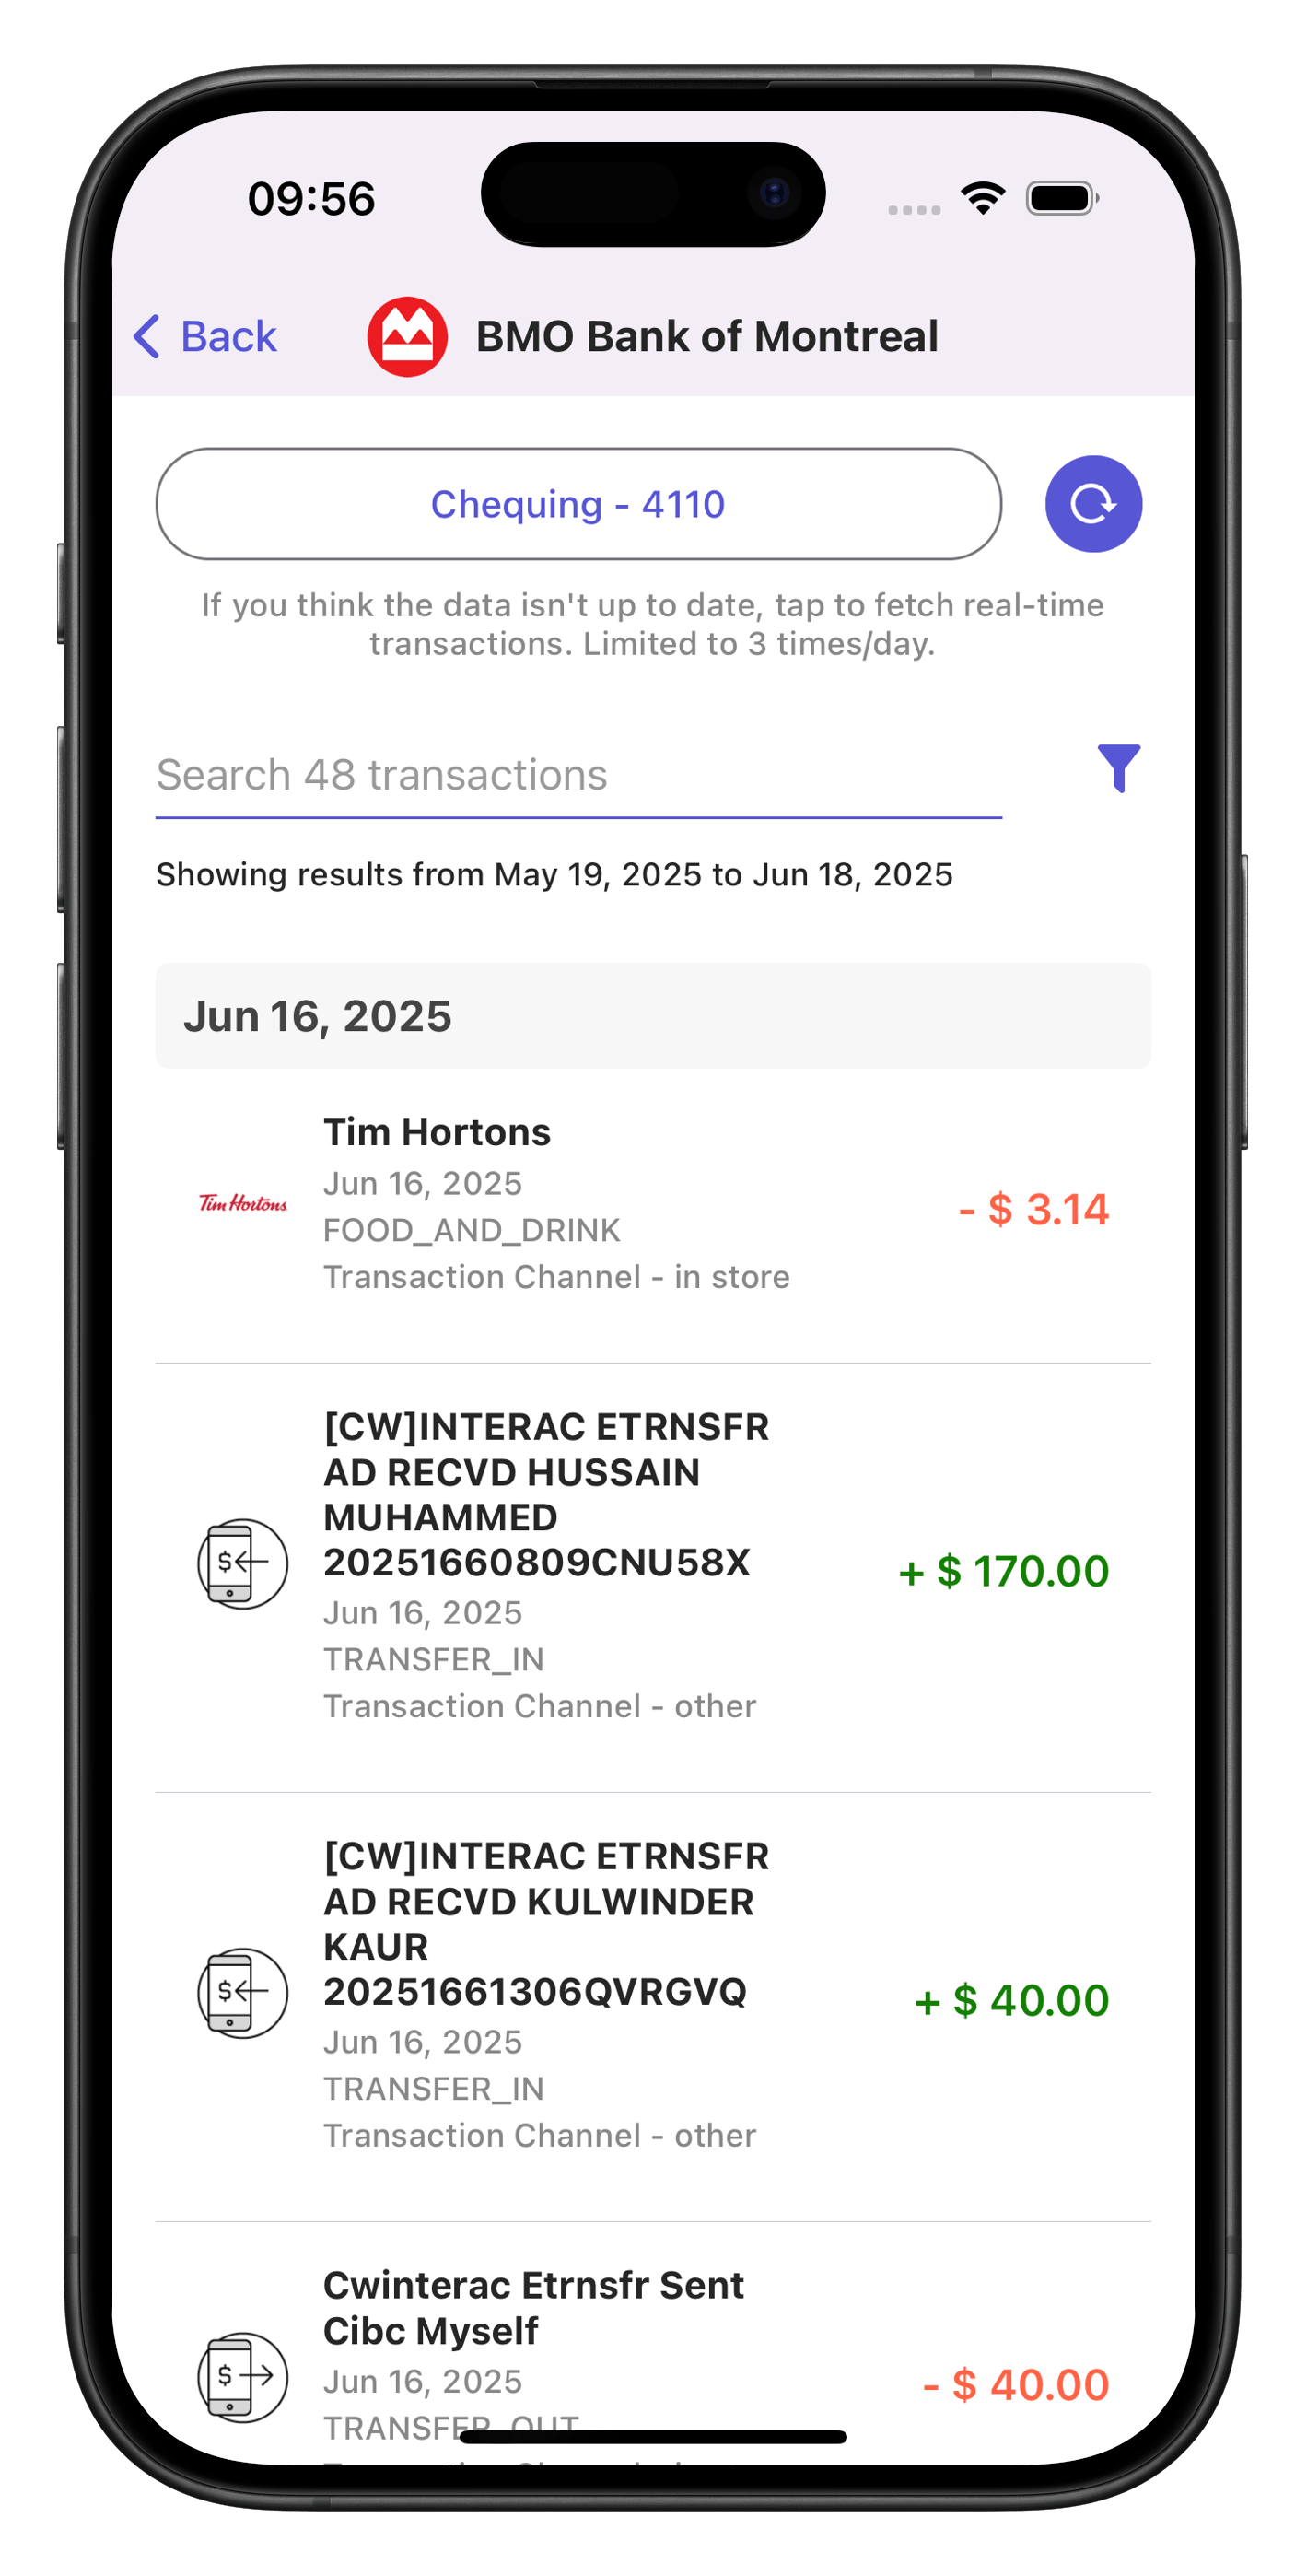 09:56
Back
BMO Bank of Montreal
Chequing - 4110
If you think the data isn't up to date, tap to fetch real-time
transactions. Limited to 3 times/day.
Search 48 transactions
Showing results from May 19, 2025 to Jun 18, 2025
Jun 16, 2025
Tim Hortons
Jun 16, 2025
Tim Hortons
- $ 3.14
FOOD_AND_DRINK
Transaction Channel - in store
[CW]INTERAC ETRNSFR
AD RECVD HUSSAIN
MUHAMMED
20251660809CNU58X
+ $ 170.00
Jun 16, 2025
TRANSFER_IN
Transaction Channel - other
[CW]INTERAC ETRNSFR
AD RECVD KULWINDER
KAUR
20251661306QVRGVQ
+ $ 40.00
Jun 16, 2025
TRANSFER_IN
Transaction Channel - other
Cwinterac Etrnsfr Sent
Cibc Myself
Jun 16, 2025
- $ 40.00
TRANSFER_OUT